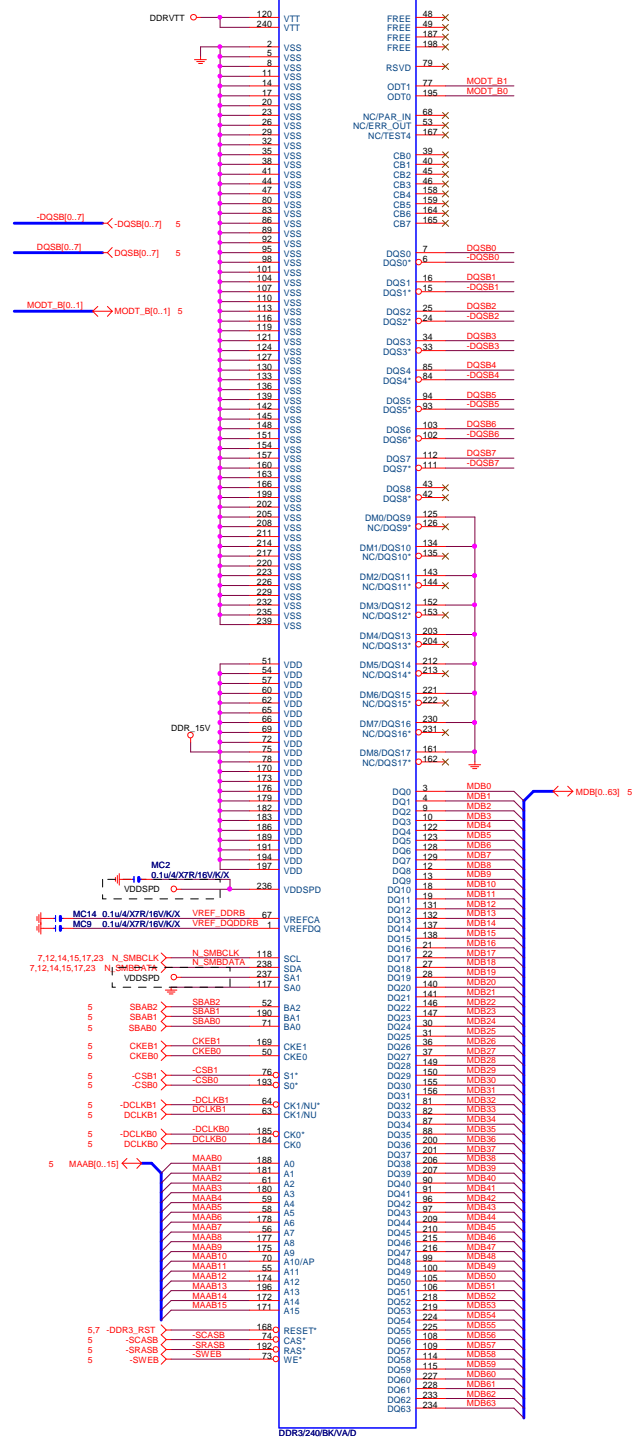 DDRVTT 120 VTT
240 VTT
2 VSS
5 VSS
8 VSS
11 VSS
14 VSS
17 VSS
20 VSS
23 VSS
26 VSS
29 VSS
32 VSS
35 VSS
38 VSS
41 VSS
44 VSS
47 VSS
80 VSS
83 VSS
86 VSS
89 VSS
92 VSS
95 VSS
98 VSS
101 VSS
104 VSS
107 VSS
110 VSS
113 VSS
116 VSS
119 VSS
121 VSS
124 VSS
127 VSS
130 VSS
133 VSS
136 VSS
139 VSS
142 VSS
145 VSS
148 VSS
151 VSS
154 VSS
157 VSS
160 VSS
163 VSS
166 VSS
199 VSS
202 VSS
205 VSS
208 VSS
211 VSS
214 VSS
217 VSS
220 VSS
223 VSS
226 VSS
229 VSS
232 VSS
235 VSS
239 VSS
-DQSB[0..7] -DQSB[0..7] 5
DQSB[0..7] DQSB[0..7] 5
MODT_B[0..1] MODT_B[0..1] 5
51 VDD
54 VDD
57 VDD
60 VDD
62 VDD
65 VDD
66 VDD
69 VDD
72 VDD
DDR_15V 75 VDD
78 VDD
170 VDD
173 VDD
176 VDD
179 VDD
182 VDD
183 VDD
186 VDD
189 VDD
191 VDD
194 VDD
197 VDD
MC2
0.1u/4/X7R/16V/K/X
VDDSPD 236 VDDSPD
MC14 0.1u/4/X7R/16V/K/X VREF_DDRB 67 VREFCA
MC9 0.1u/4/X7R/16V/K/X VREF_DQDDRB 1 VREFDQ
7,12,14,15,17,23 N_SMBCLK N_SMBCLK 118 SCL
7,12,14,15,17,23 N_SMBDATA N_SMBDATA 238 SDA
VDDSPD 237 SA1
117 SA0
5 SBAB2 SBAB2 52 BA2
5 SBAB1 SBAB1 190 BA1
5 SBAB0 SBAB0 71 BA0
5 CKEB1 CKEB1 169 CKE1
5 CKEB0 CKEB0 50 CKE0
5 -CSB1 -CSB1 76 S1*
5 -CSB0 -CSB0 193 S0*
5 -DCLKB1 -DCLKB1 64 CK1/NU*
5 DCLKB1 DCLKB1 63 CK1/NU
5 -DCLKB0 -DCLKB0 185 CK0*
5 DCLKB0 DCLKB0 184 CK0
5 MAAB[0..15] MAAB0 188 A0
MAAB1 181 A1
MAAB2 61 A2
MAAB3 180 A3
MAAB4 59 A4
MAAB5 58 A5
MAAB6 178 A6
MAAB7 56 A7
MAAB8 177 A8
MAAB9 175 A9
MAAB10 70 A10/AP
MAAB11 55 A11
MAAB12 174 A12
MAAB13 196 A13
MAAB14 172 A14
MAAB15 171 A15
5,7 -DDR3_RST 168 RESET*
5 -SCASB -SCASB 74 CAS*
5 -SRASB -SRASB 192 RAS*
5 -SWEB -SWEB 73 WE*
FREE 48
FREE 49
FREE 187
FREE 198
RSVD 79
ODT1 77 MODT_B1
ODT0 195 MODT_B0
NC/PAR_IN 68
NC/ERR_OUT 53
NC/TEST4 167
CB0 39
CB1 40
CB2 45
CB3 46
CB4 158
CB5 159
CB6 164
CB7 165
DQS0 7 DQSB0
DQS0* 6 -DQSB0
DQS1 16 DQSB1
DQS1* 15 -DQSB1
DQS2 25 DQSB2
DQS2* 24 -DQSB2
DQS3 34 DQSB3
DQS3* 33 -DQSB3
DQS4 85 DQSB4
DQS4* 84 -DQSB4
DQS5 94 DQSB5
DQS5* 93 -DQSB5
DQS6 103 DQSB6
DQS6* 102 -DQSB6
DQS7 112 DQSB7
DQS7* 111 -DQSB7
DQS8 43
DQS8* 42
DM0/DQS9 125
NC/DQS9* 126
DM1/DQS10 134
NC/DQS10* 135
DM2/DQS11 143
NC/DQS11* 144
DM3/DQS12 152
NC/DQS12* 153
DM4/DQS13 203
NC/DQS13* 204
DM5/DQS14 212
NC/DQS14* 213
DM6/DQS15 221
NC/DQS15* 222
DM7/DQS16 230
NC/DQS16* 231
DM8/DQS17 161
NC/DQS17* 162
DQ0 3 MDB0 MDB[0..63] 5
DQ1 4 MDB1
DQ2 9 MDB2
DQ3 10 MDB3
DQ4 122 MDB4
DQ5 123 MDB5
DQ6 128 MDB6
DQ7 129 MDB7
DQ8 12 MDB8
DQ9 13 MDB9
DQ10 18 MDB10
DQ11 19 MDB11
DQ12 131 MDB12
DQ13 132 MDB13
DQ14 137 MDB14
DQ15 138 MDB15
DQ16 21 MDB16
DQ17 22 MDB17
DQ18 27 MDB18
DQ19 28 MDB19
DQ20 140 MDB20
DQ21 141 MDB21
DQ22 146 MDB22
DQ23 147 MDB23
DQ24 30 MDB24
DQ25 31 MDB25
DQ26 36 MDB26
DQ27 37 MDB27
DQ28 149 MDB28
DQ29 150 MDB29
DQ30 155 MDB30
DQ31 156 MDB31
DQ32 81 MDB32
DQ33 82 MDB33
DQ34 87 MDB34
DQ35 88 MDB35
DQ36 200 MDB36
DQ37 201 MDB37
DQ38 206 MDB38
DQ39 207 MDB39
DQ40 90 MDB40
DQ41 91 MDB41
DQ42 96 MDB42
DQ43 97 MDB43
DQ44 209 MDB44
DQ45 210 MDB45
DQ46 215 MDB46
DQ47 216 MDB47
DQ48 99 MDB48
DQ49 100 MDB49
DQ50 105 MDB50
DQ51 106 MDB51
DQ52 218 MDB52
DQ53 219 MDB53
DQ54 224 MDB54
DQ55 225 MDB55
DQ56 108 MDB56
DQ57 109 MDB57
DQ58 114 MDB58
DQ59 115 MDB59
DQ60 227 MDB60
DQ61 228 MDB61
DQ62 233 MDB62
DQ63 234 MDB63
DDR3/240/BK/VA/D